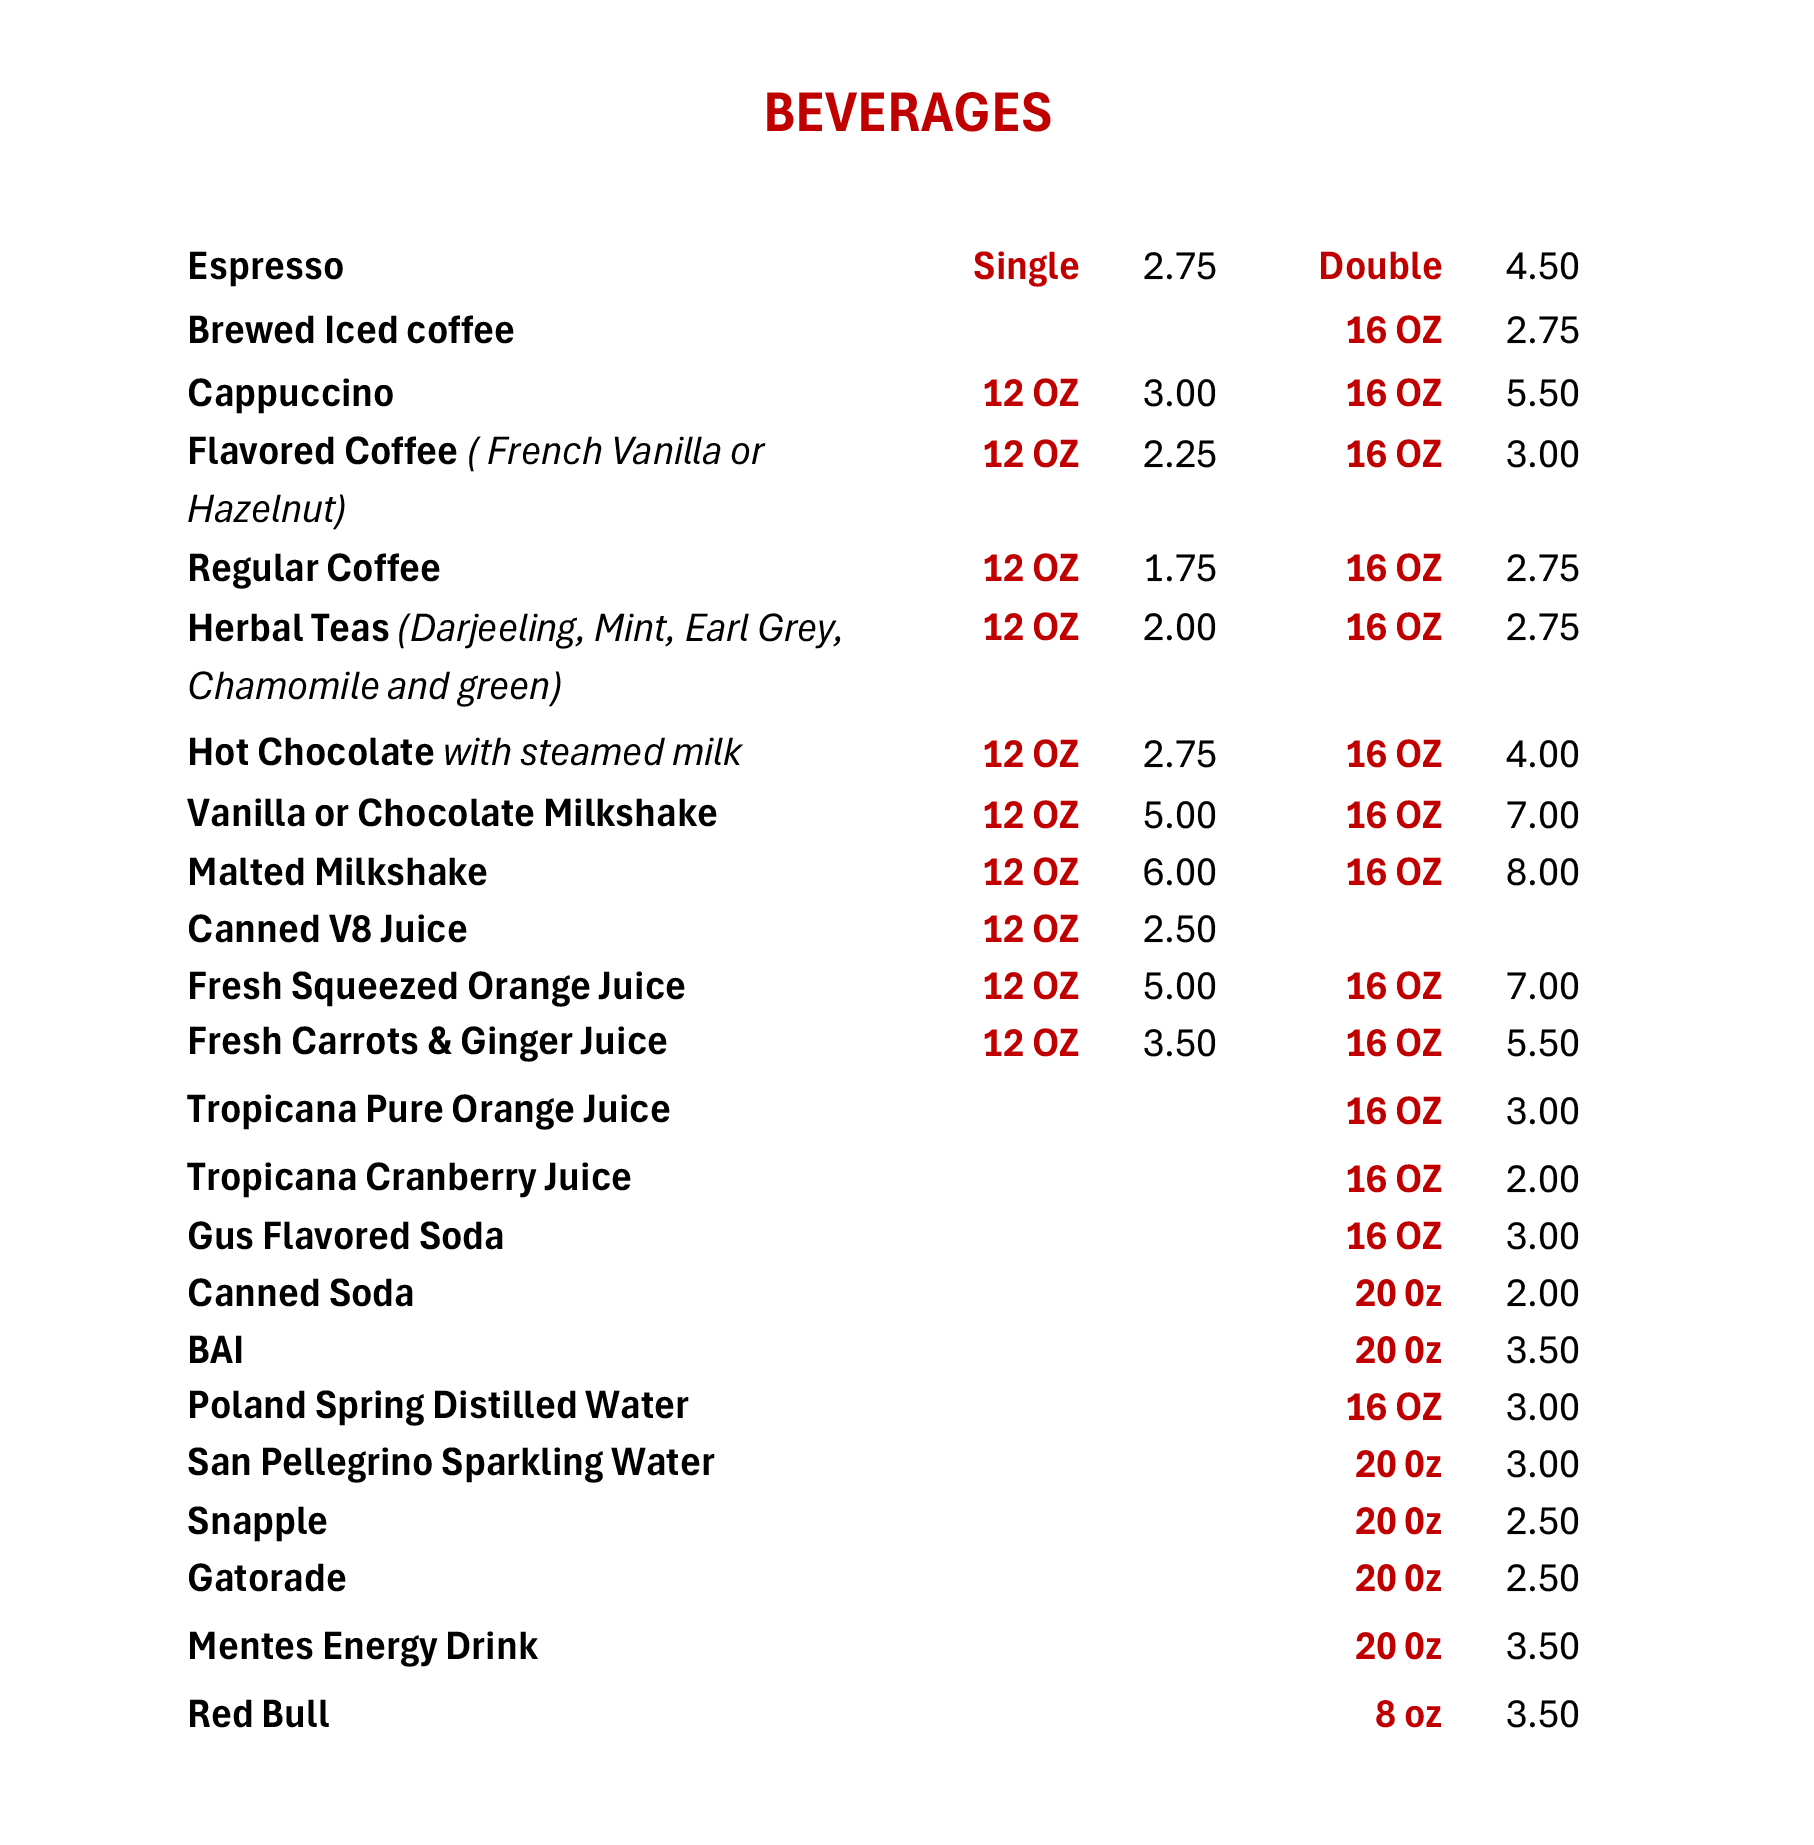 BEVERAGES
Espresso Single 2.75 Double 4.50
Brewed Iced coffee 16 OZ 2.75
Cappuccino 12 OZ 3.00 16 OZ 5.50
Flavored Coffee ( French Vanilla or 12 OZ 2.25 16 OZ 3.00
Hazelnut)
Regular Coffee 12 OZ 1.75 16 OZ 2.75
Herbal Teas (Darjeeling, Mint, Earl Grey, 12 OZ 2.00 16 OZ 2.75
Chamomile and green)
Hot Chocolate with steamed milk 12 OZ 2.75 16 OZ 4.00
Vanilla or Chocolate Milkshake 12 OZ 5.00 16 OZ 7.00
Malted Milkshake 12 OZ 6.00 16 OZ 8.00
Canned V8 Juice 12 OZ 2.50
Fresh Squeezed Orange Juice 12 OZ 5.00 16 OZ 7.00
Fresh Carrots & Ginger Juice 12 OZ 3.50 16 OZ 5.50
Tropicana Pure Orange Juice 16 OZ 3.00
Tropicana Cranberry Juice 16 OZ 2.00
Gus Flavored Soda 16 OZ 3.00
Canned Soda 20 0z 2.00
BAI 20 0z 3.50
Poland Spring Distilled Water 16 OZ 3.00
San Pellegrino Sparkling Water 20 0z 3.00
Snapple 20 0z 2.50
Gatorade 20 0z 2.50
Mentes Energy Drink 20 0z 3.50
Red Bull 8 oz 3.50